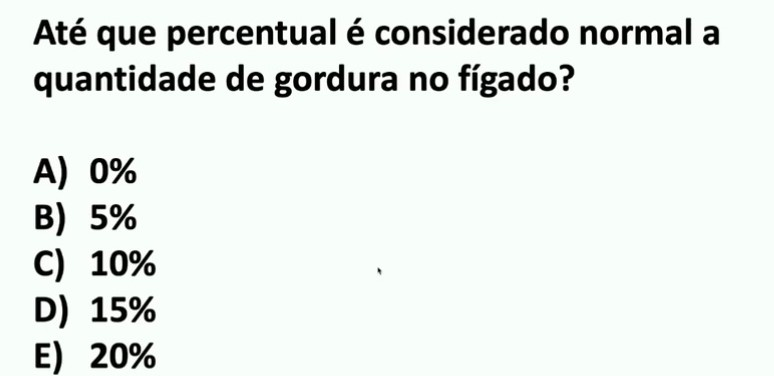 Até que percentual é considerado normal a
quantidade de gordura no fígado?
A) 0%
B) 5%
C) 10%
D) 15%
E) 20%